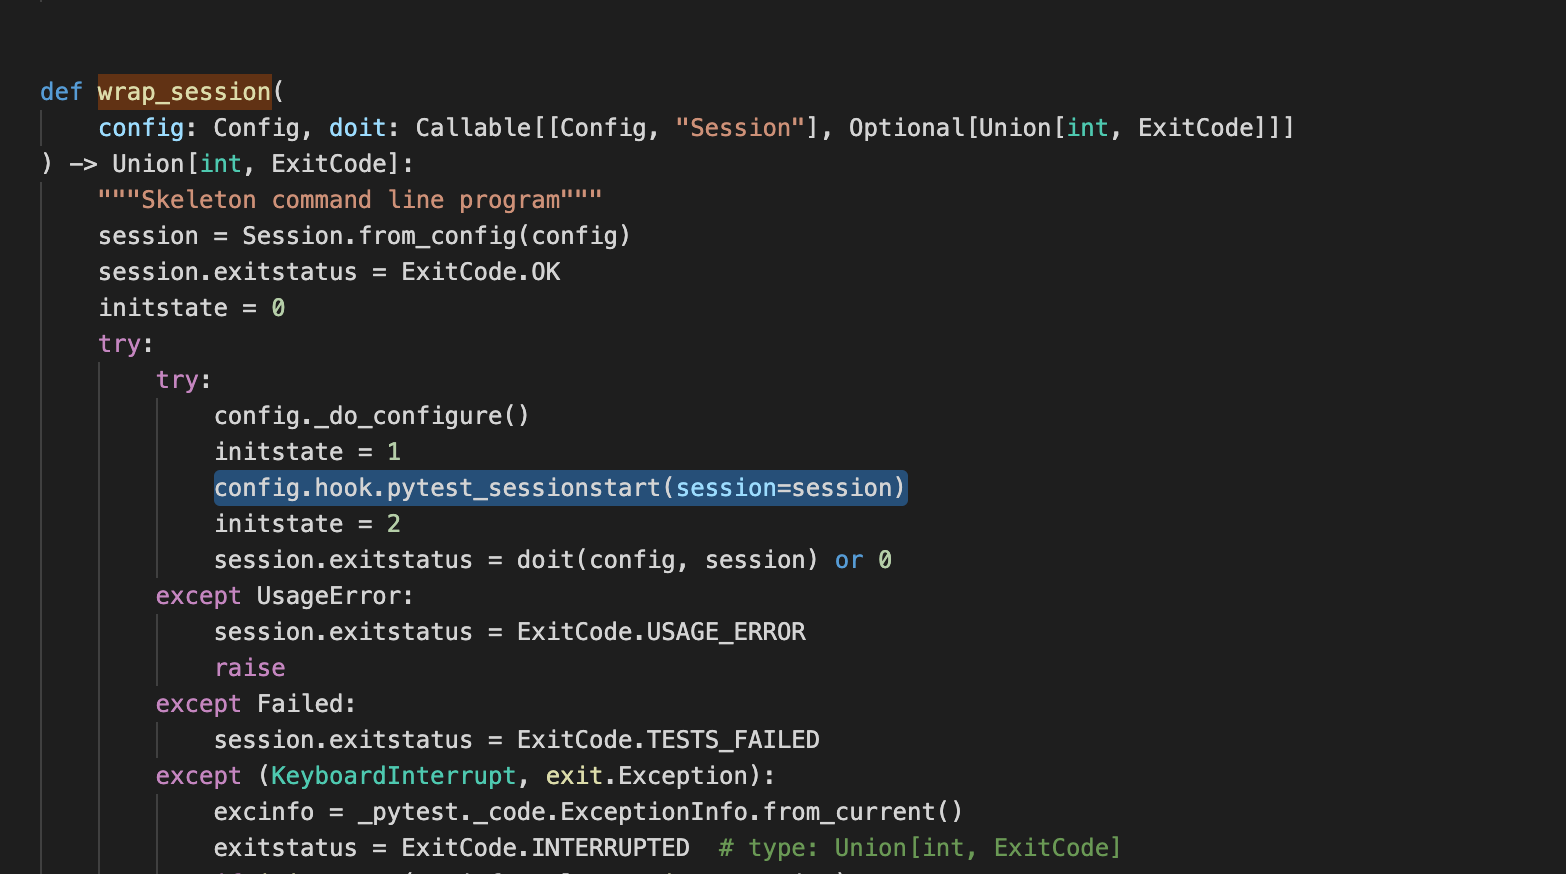 def wrap_session(
    config: Config, doit: Callable[[Config, "Session"], Optional[Union[int, ExitCode]]]
) -> Union[int, ExitCode]:
    """Skeleton command line program"""
    session = Session.from_config(config)
    session.exitstatus = ExitCode.OK
    initstate = 0
    try:
        try:
            config._do_configure()
            initstate = 1
            config.hook.pytest_sessionstart(session=session)
            initstate = 2
            session.exitstatus = doit(config, session) or 0
        except UsageError:
            session.exitstatus = ExitCode.USAGE_ERROR
            raise
        except Failed:
            session.exitstatus = ExitCode.TESTS_FAILED
        except (KeyboardInterrupt, exit.Exception):
            excinfo = _pytest._code.ExceptionInfo.from_current()
            exitstatus = ExitCode.INTERRUPTED  # type: Union[int, ExitCode]